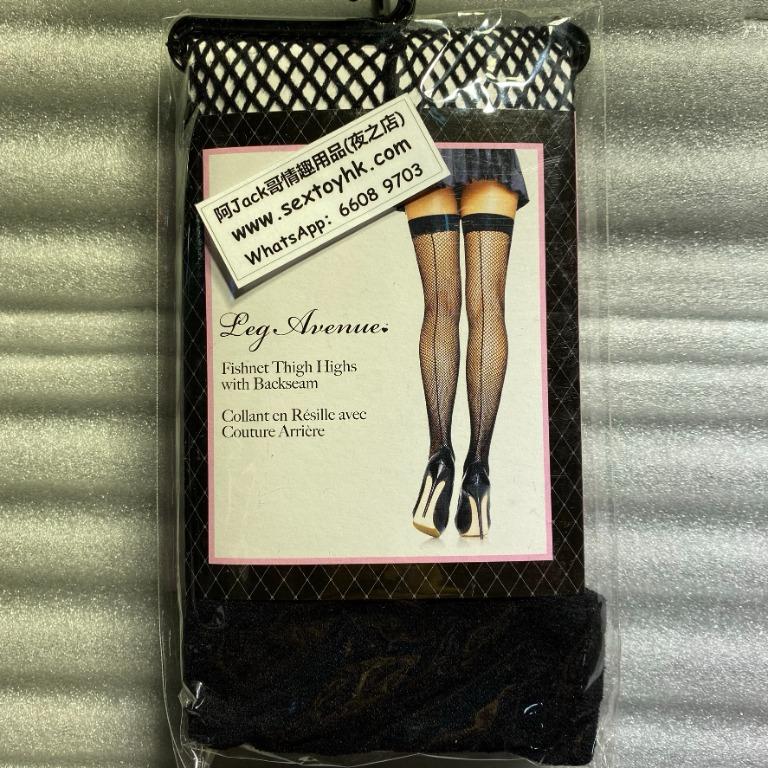 阿Jack哥情趣用品(夜之店)
www.sextoyhk.com
WhatsApp: 6608 9703
Leg Avenue
Fishnet Thigh Highs
with Backseam
Collant en Résille avec
Couture Arrière